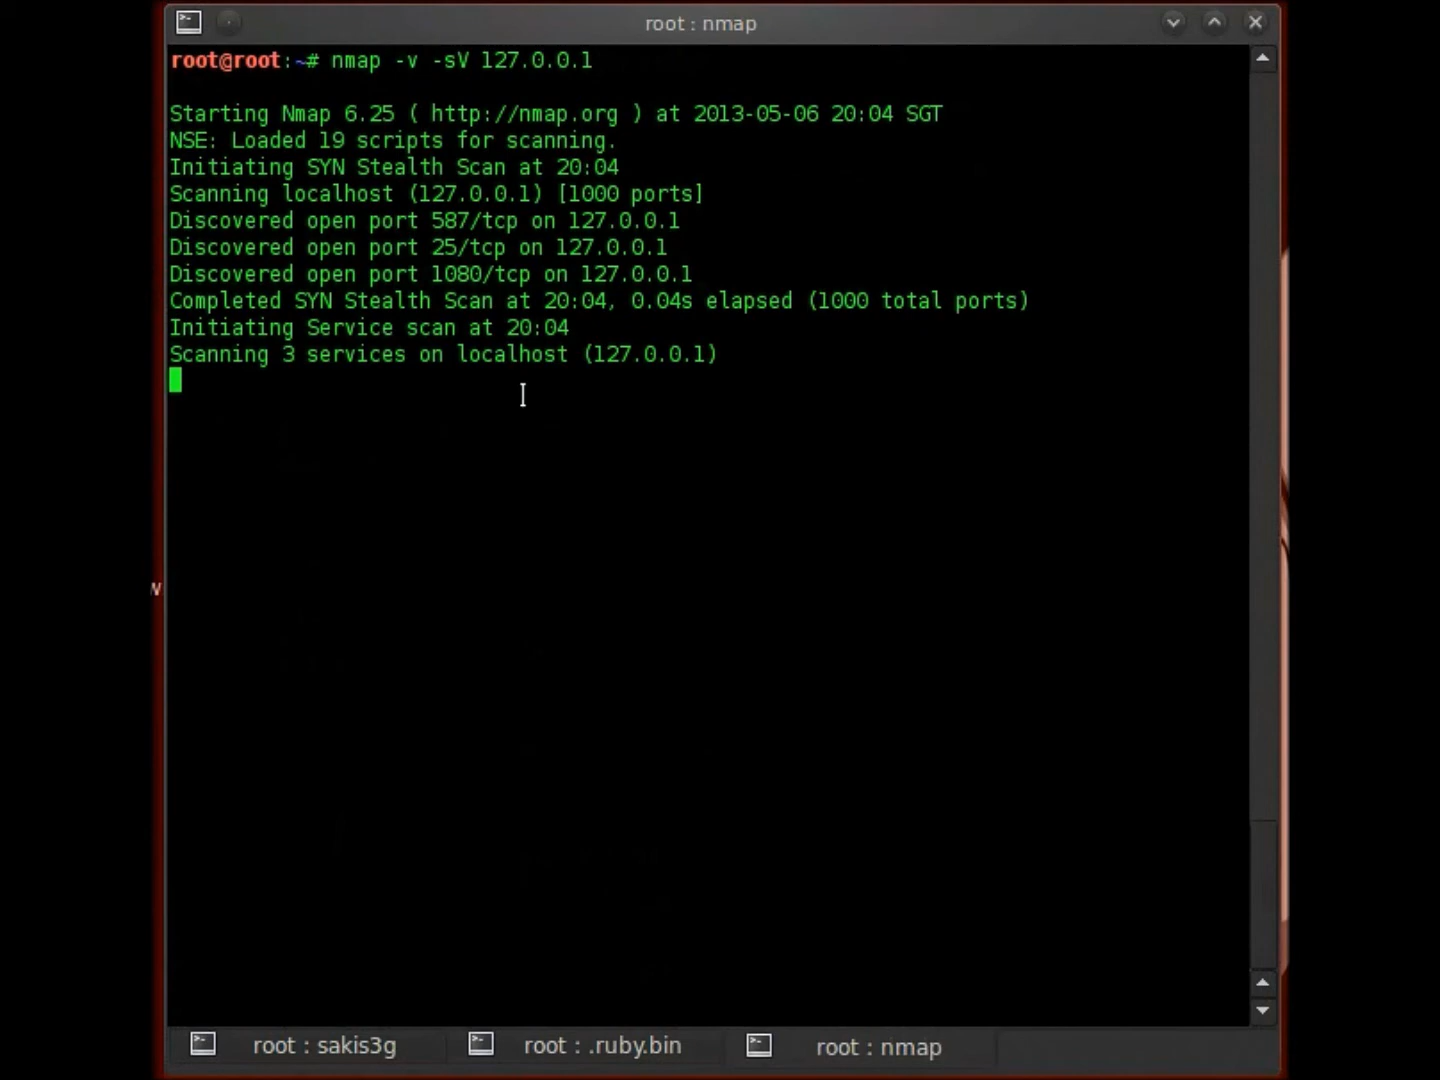 root : nmap
root@root:~# nmap -v -sV 127.0.0.1
Starting Nmap 6.25 ( http://nmap.org ) at 2013-05-06 20:04 SGT
NSE: Loaded 19 scripts for scanning.
Initiating SYN Stealth Scan at 20:04
Scanning localhost (127.0.0.1) [1000 ports]
Discovered open port 587/tcp on 127.0.0.1
Discovered open port 25/tcp on 127.0.0.1
Discovered open port 1080/tcp on 127.0.0.1
Completed SYN Stealth Scan at 20:04, 0.04s elapsed (1000 total ports)
Initiating Service scan at 20:04
Scanning 3 services on localhost (127.0.0.1)
root : sakis3g root : .ruby.bin root : nmap